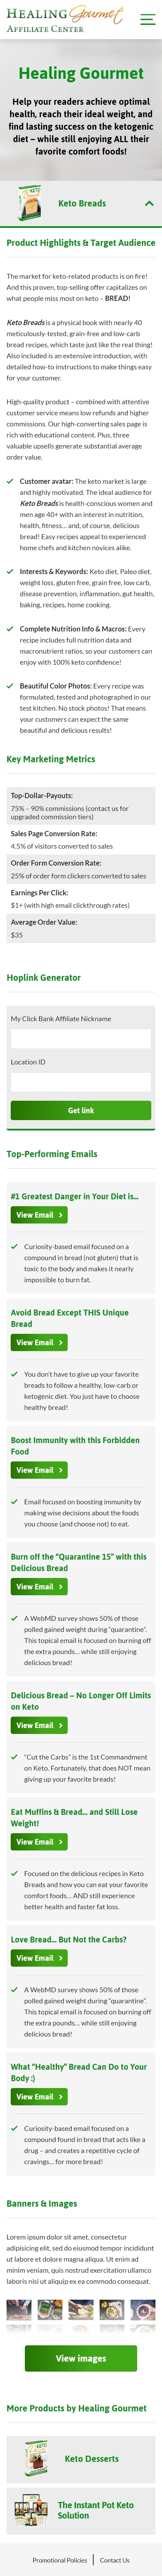 HEALING Gourmet
AFFILIATE CENTER
Healing Gourmet
Help your readers achieve optimal
health, reach their ideal weight, and
get lasting success on the ketogenic
diet – while still enjoying ALL their
favorite comfort foods!
Keto Breads
Product Highlights & Target Audience
The market for keto-related products is on fire!
And this proven, top-selling offer capitalizes on
what people miss most on keto – BREAD!
Keto Breads is a physical book with nearly 40
meticulously-tested, grain-free and low-carb
bread recipes, which taste just like the real thing!
Also included is an extensive introduction, with
detailed how-to instructions to make things easy
for your customer.
High-quality product – combined with attentive
customer service means low refunds and higher
commissions. Our high-converting sales page is
rich with educational content. Plus, three
valuable upsells generate substantial average
order value.
Customer avatar: The keto market is large
and highly motivated. The ideal audience for
Keto Breads is health-conscious women and
men age 40+ with an interest in nutrition,
health, fitness… and, of course, delicious
bread! Easy recipes appeal to experienced
home chefs and kitchen novices alike.
Interests & Keywords: Keto diet, Paleo diet,
weight loss, gluten free, grain free, low carb.
disease prevention, inflammation, gut health,
baking, recipes, home cooking.
Complete Nutrition Info & Macros: Every
recipe includes full nutrition data and
macronutrient ratios, so your customers can
enjoy with 100% keto confidence!
Beautiful Color Photos: Every recipe was
formulated, tested and photographed in our
test kitchen. No stock photos! That means
your customers can expect the same
beautiful and delicious results!
Key Marketing Metrics
Top-Dollar-Payouts:
75% – 90% commissions (contact us for
upgraded commission tiers)
Sales Page Conversion Rate:
4.5% of visitors converted to sales
Order Form Conversion Rate:
25% of order form clickers converted to sales
Earnings Per Click:
$1+ (with high email clickthrough rates)
Average Order Value:
$35
Hoplink Generator
My Click Bank Affiliate Nickname
Location ID
Get link
Top-Performing Emails
#1 Greatest Danger in Your Diet is…
View Email
Curiosity-based email focused on a
compound in bread (not gluten) that is
toxic to the body and makes it nearly
impossible to burn fat.
Avoid Bread Except THIS Unique
Bread
View Email
You don't have to give up your favorite
breads to follow a healthy, low-carb or
ketogenic diet. You just have to choose
healthy bread!
Boost Immunity with this Forbidden
Food
View Email
Email focused on boosting immunity by
making wise decisions about the foods
you choose (and choose not) to eat.
Burn off the “Quarantine 15” with this
Delicious Bread
View Email
A WebMD survey shows 50% of those
polled gained weight during “quarantine”.
This topical email is focused on burning off
the extra pounds… while still enjoying
delicious bread!
Delicious Bread – No Longer Off Limits
on Keto
View Email
“Cut the Carbs” is the 1st Commandment
on Keto. Fortunately, that does NOT mean
giving up your favorite breads!
Eat Muffins & Bread… and Still Lose
Weight!
View Email
Focused on the delicious recipes in Keto
Breads and how you can eat your favorite
comfort foods… AND still experience
better health and faster fat loss.
Love Bread… But Not the Carbs?
View Email
A WebMD survey shows 50% of those
polled gained weight during “quarantine”.
This topical email is focused on burning off
the extra pounds… while still enjoying
delicious bread!
What “Healthy” Bread Can Do to Your
Body :)
View Email
Curiosity-based email focused on a
compound found in bread that acts like a
drug – and creates a repetitive cycle of
cravings… for more bread!
Banners & Images
Lorem ipsum dolor sit amet, consectetur
adipisicing elit, sed do eiusmod tempor incididunt
ut labore et dolore magna aliqua. Ut enim ad
minim veniam, quis nostrud exercitation ullamco
laboris nisi ut aliquip ex ea commodo consequat.
View images
More Products by Healing Gourmet
Keto Desserts
The Instant Pot Keto
Solution
Promotional Policies
Contact Us